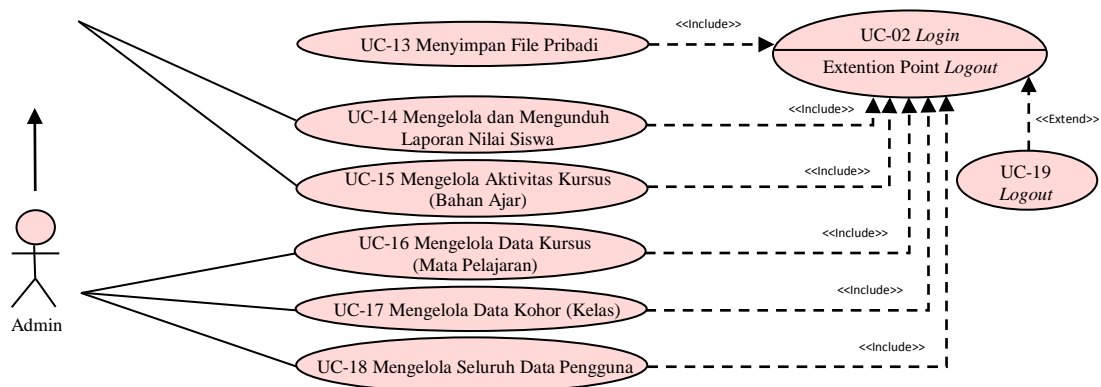 UC-13 Menyimpan File Pribadi
<<Include>>
UC-02 Login
Extention Point Logout
UC-14 Mengelola dan Mengunduh
Laporan Nilai Siswa
<<Include>>
<<Extend>>
UC-15 Mengelola Aktivitas Kursus
(Bahan Ajar)
<<Include>>
UC-19
Logout
UC-16 Mengelola Data Kursus
(Mata Pelajaran)
<<Include>>
Admin
UC-17 Mengelola Data Kohor (Kelas)
<<Include>>
UC-18 Mengelola Seluruh Data Pengguna
<<Include>>